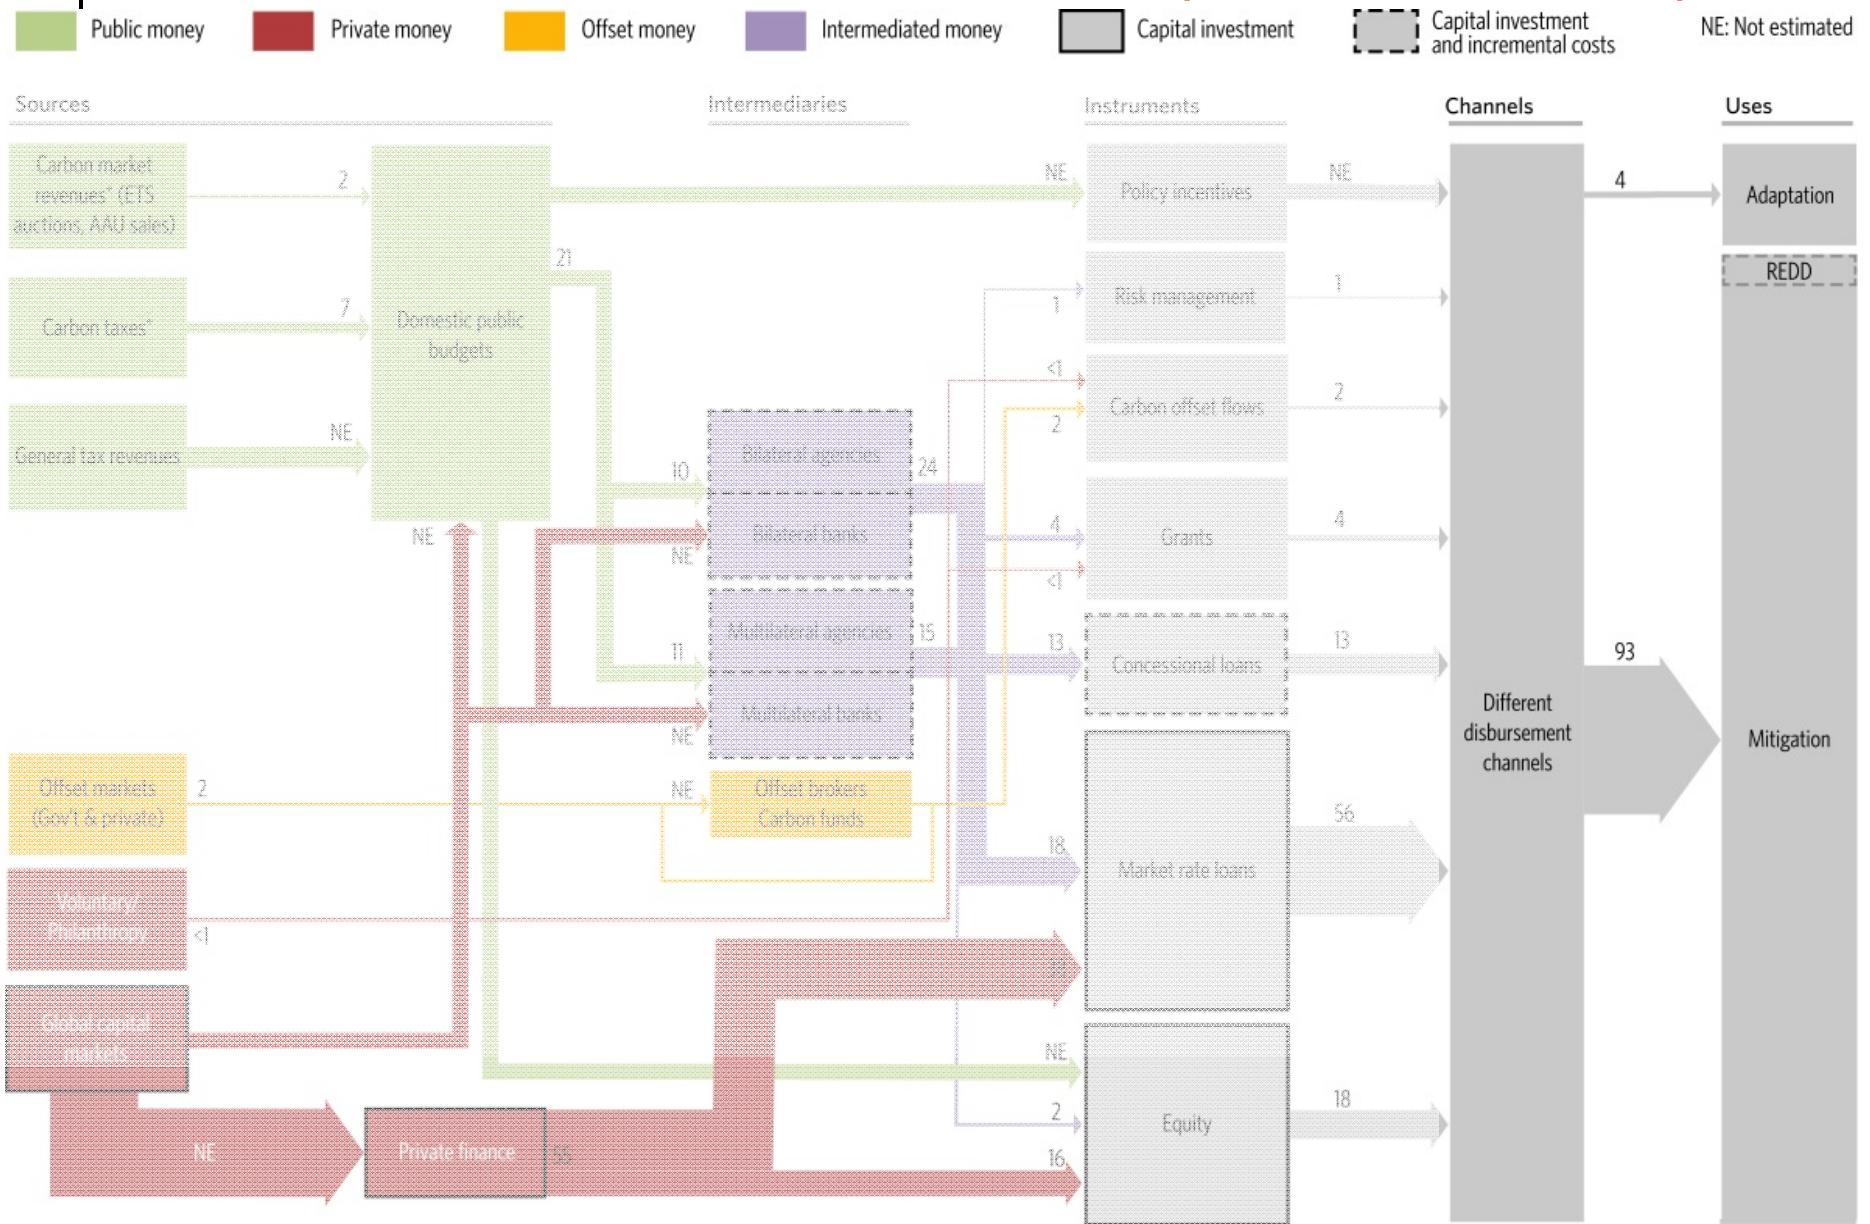 Public money
Private money
Offset money
Intermediated money
Capital investment
Capital investment
and incremental costs
NE: Not estimated
Sources
Intermediaries
Instruments
Channels
Uses
Carbon market
revenues* (ETS
auctions, AAU sales)
2
Carbon taxes*
7
General tax revenues
NE
Domestic public
budgets
21
NE
NE
Policy incentives
NE
Risk management
1
1
<1
2
Carbon offset flows
2
10
Bilateral agencies
24
Bilateral banks
NE
4
<1
Grants
4
11
Multilateral agencies
15
Multilateral banks
NE
13
Concessional loans
13
Offset markets
(Gov't & private)
2
NE
Offset brokers
Carbon funds
18
Market rate loans
56
Voluntary/
Philanthropy
<1
Global capital
markets
NE
Private finance
55
NE
2
16
Equity
18
Different
disbursement
channels
4
93
Adaptation
REDD
Mitigation